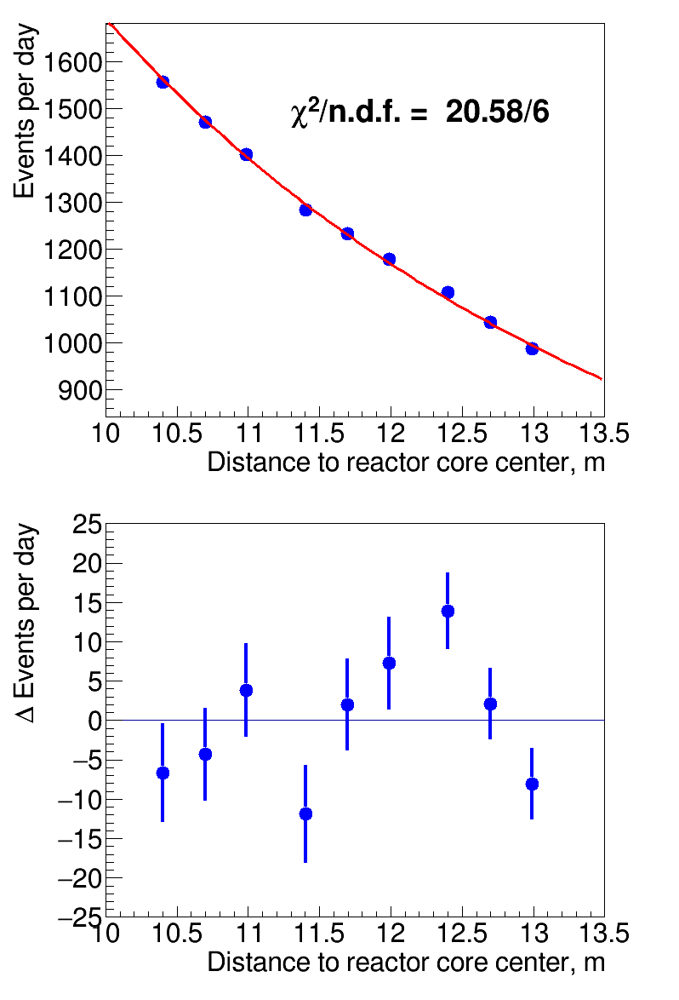 Events per day
1600
1500
1400
1300
1200
1100
1000
900
χ²/n.d.f. = 20.58/6
10 10.5 11 11.5 12 12.5 13 13.5
Distance to reactor core center, m
Δ Events per day
25
20
15
10
5
0
−5
−10
−15
−20
−25
10 10.5 11 11.5 12 12.5 13 13.5
Distance to reactor core center, m